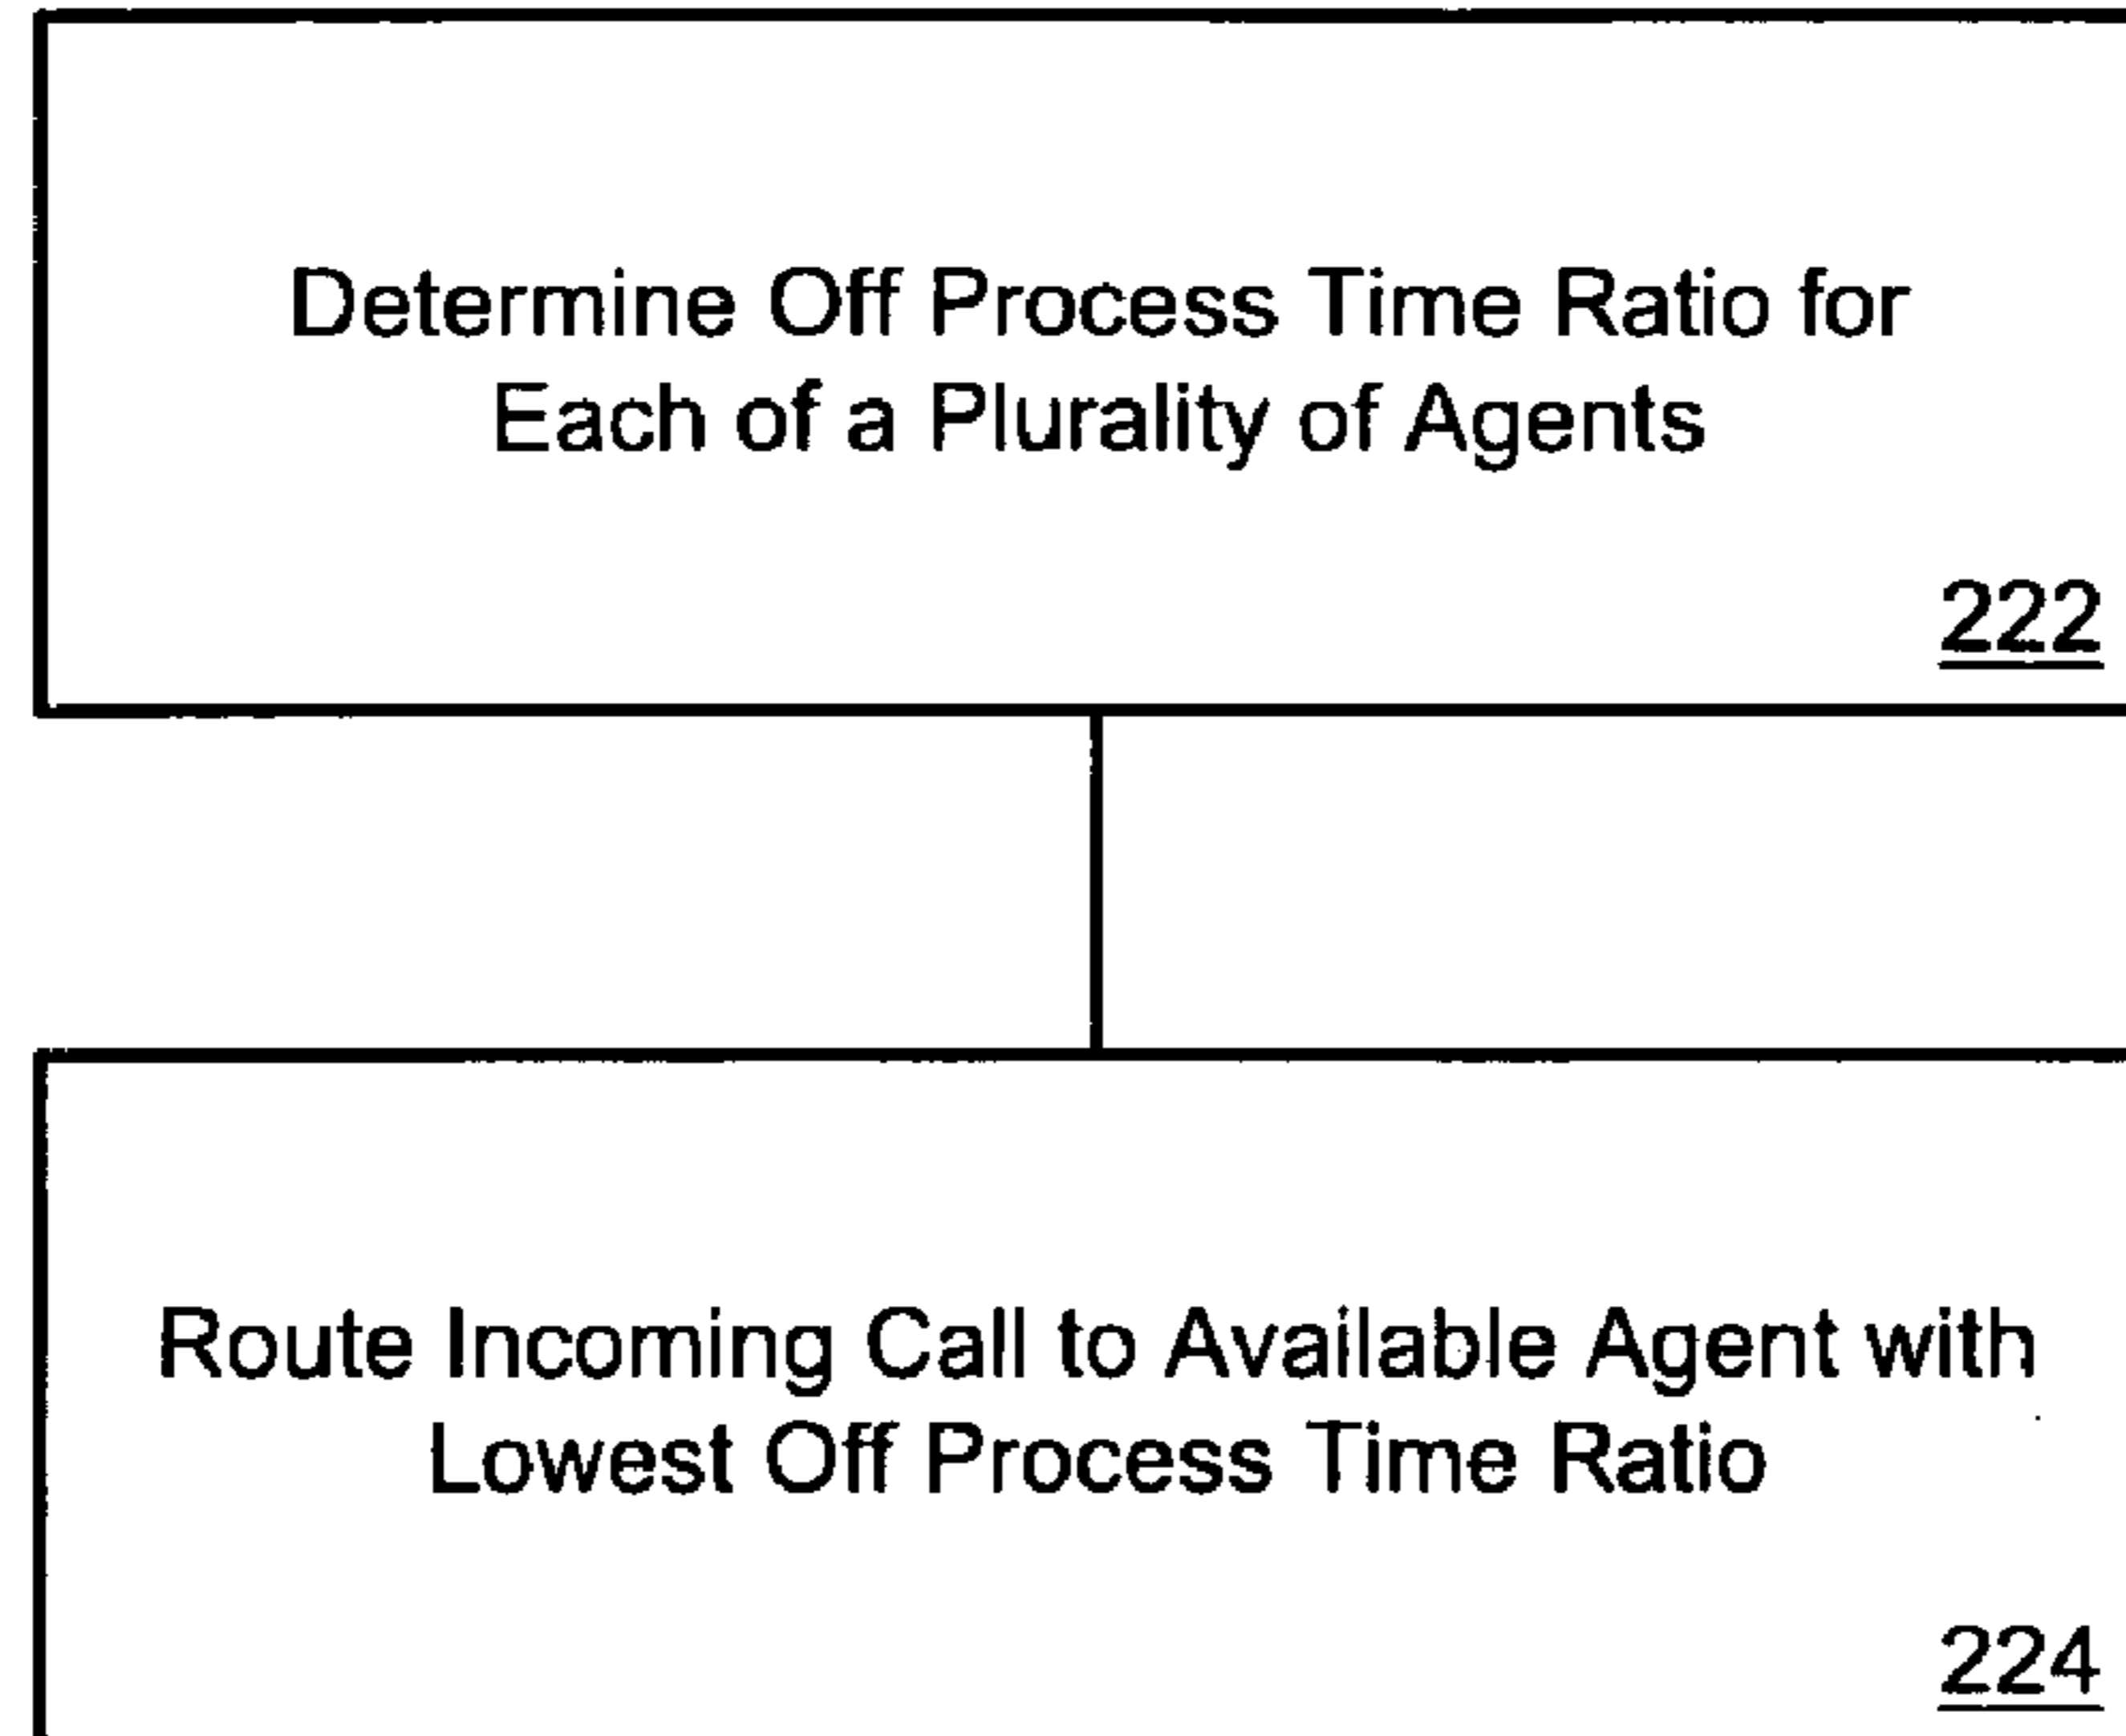 Determine Off Process Time Ratio for
Each of a Plurality of Agents
222
Route Incoming Call to Available Agent with
Lowest Off Process Time Ratio
224